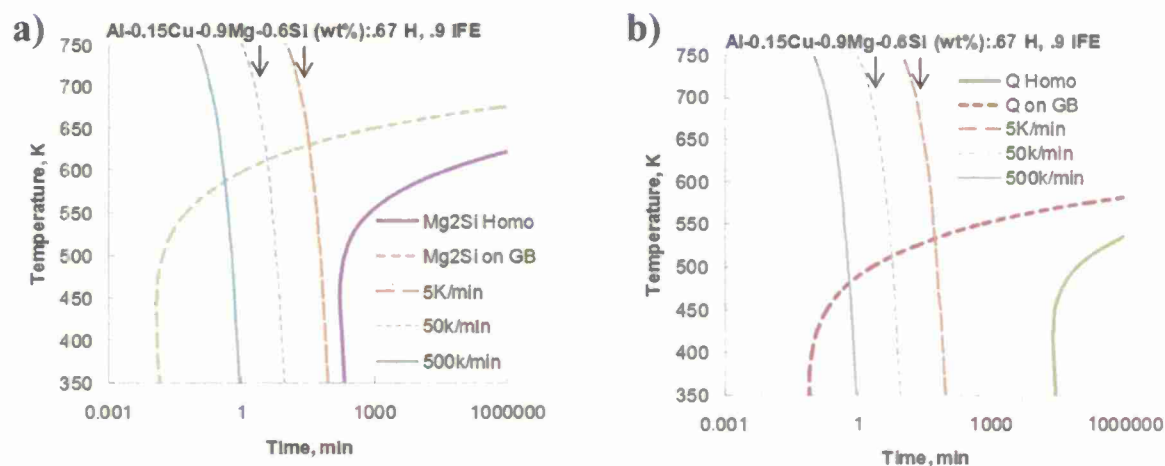 a)
Al-0.15Cu-0.9Mg-0.6Si (wt%):.67 H, .9 IFE
750
700
650
600
550
500
450
400
350
Temperature, K
Mg2Si Homo
Mg2Si on GB
5K/min
50k/min
500k/min
0.001
1
1000
1000000
Time, min
b)
Al-0.15Cu-0.9Mg-0.6Si (wt%):.67 H, .9 IFE
750
700
650
600
550
500
450
400
350
Temperature, K
Q Homo
Q on GB
5K/min
50k/min
500k/min
0.001
1
1000
1000000
Time, min